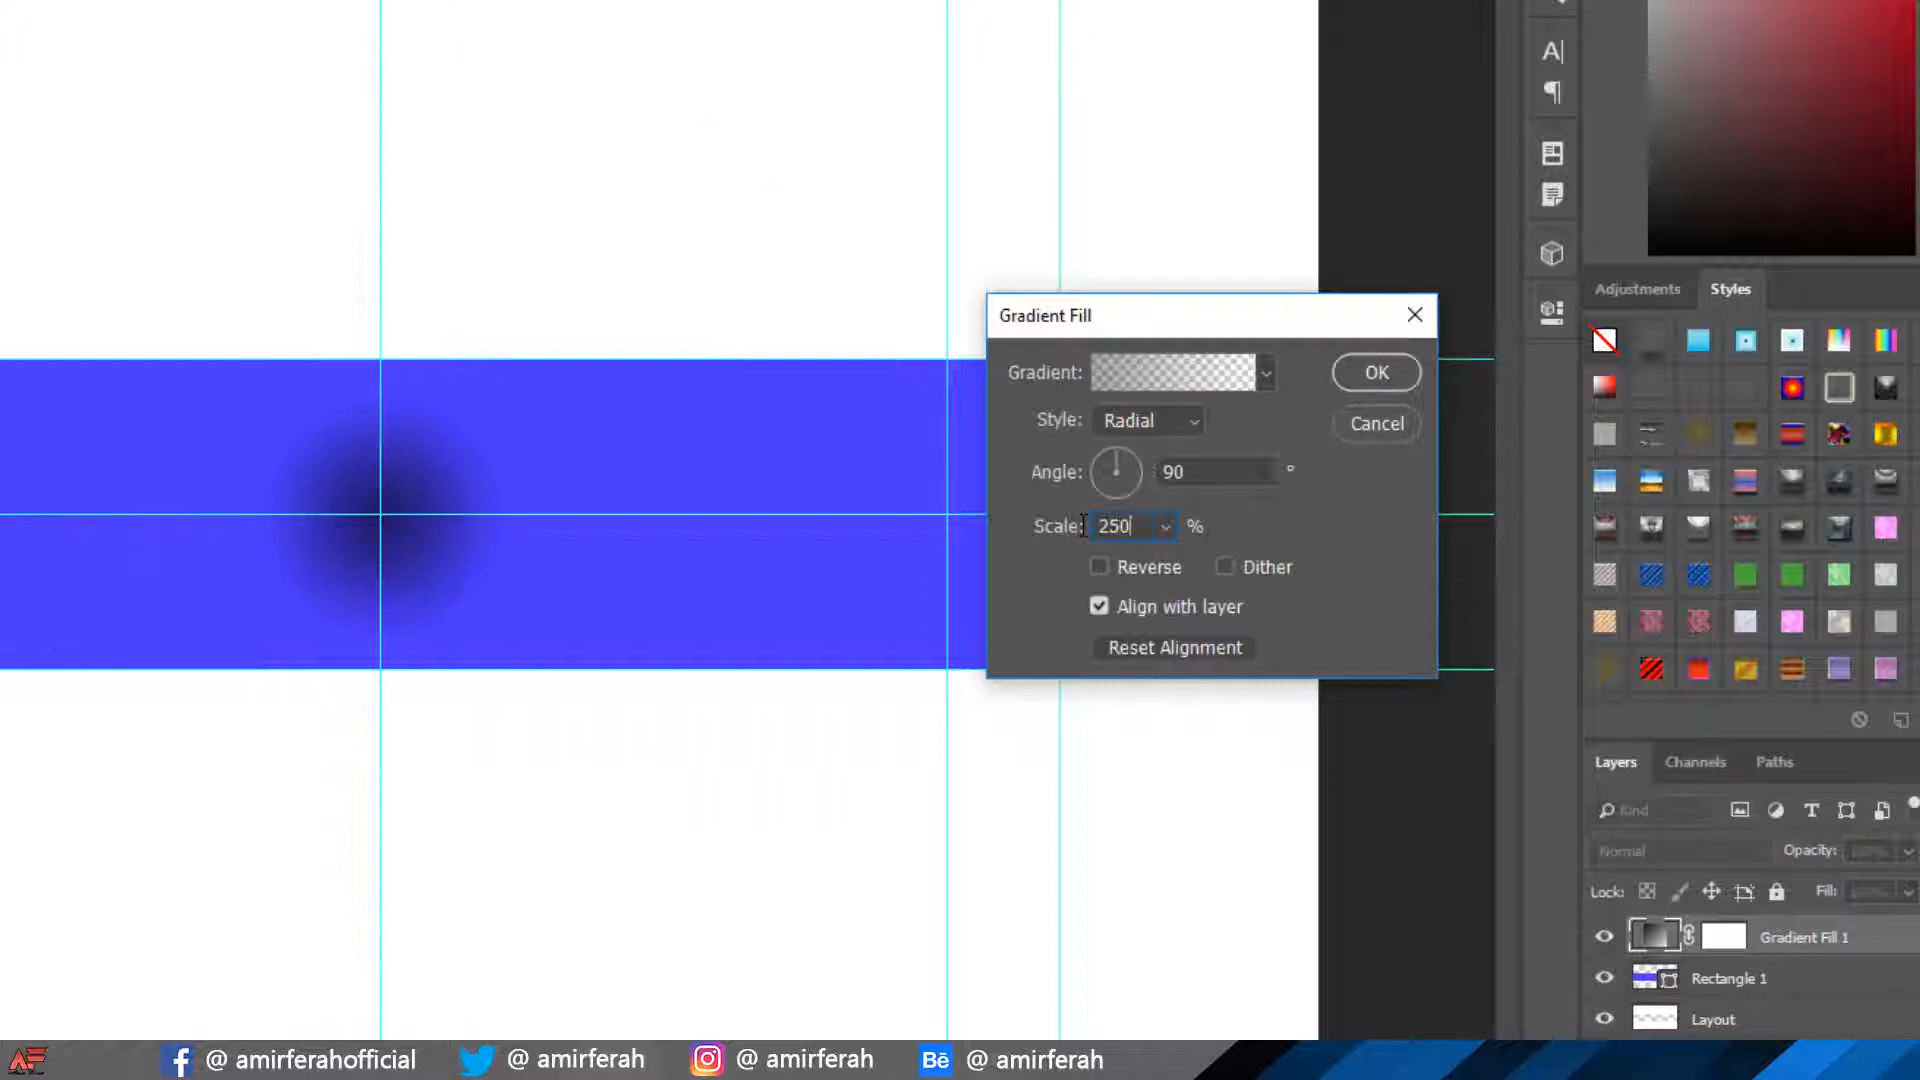 A|
Adjustments
Styles
Gradient Fill
Gradient:
OK
Style:
Radial
Cancel
Angle:
90
°
Scale:
250
%
Reverse
Dither
Align with layer
Reset Alignment
Layers
Channels
Paths
Kind
T
Normal
Opacity:
Lock:
Fill:
Gradient Fill 1
Rectangle 1
Layout
AF
f
@ amirferahofficial
@ amirferah
@ amirferah
Bē
@ amirferah